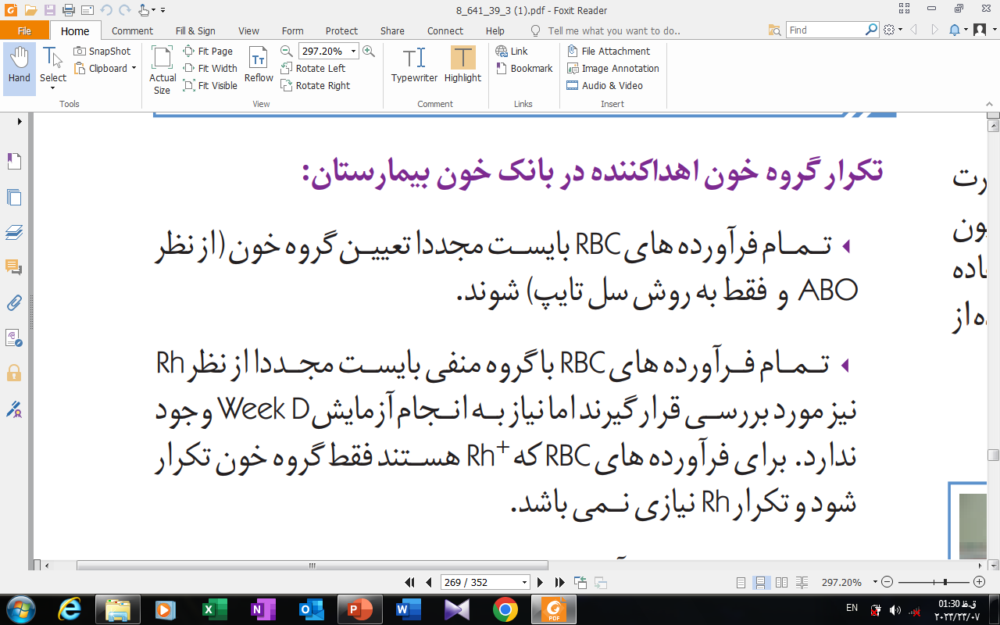 8_641_39_3 (1).pdf - Foxit Reader
File Home Comment Fill & Sign View Form Protect Share Connect Help Tell me what you want to do.. Find
Hand
Select
SnapShot
Clipboard
Tools
Actual Size
Fit Page
Fit Width
Fit Visible
Reflow
297.20%
Rotate Left
Rotate Right
View
Typewriter
Highlight
Comment
Link
Bookmark
Links
File Attachment
Image Annotation
Audio & Video
Insert
تکرار گروه خون اهداکننده در بانک خون بیمارستان:
تمام فرآورده های RBC بایست مجددا تعیین گروه خون (از نظر
ABO و فقط به روش سل تایپ) شوند.
تمام فرآورده های RBC با گروه منفی بایست مجددا از نظر Rh
نیز مورد بررسی قرار گیرند اما نیاز به انجام آزمایش Week D وجود
ندارد. برای فرآورده های RBC که Rh+ هستند فقط گروه خون تکرار
شود و تکرار Rh نیازی نمی باشد.
269 / 352
297.20%
EN
01:30 ق.ظ
۲۰۲۳/۲۳/۰۷